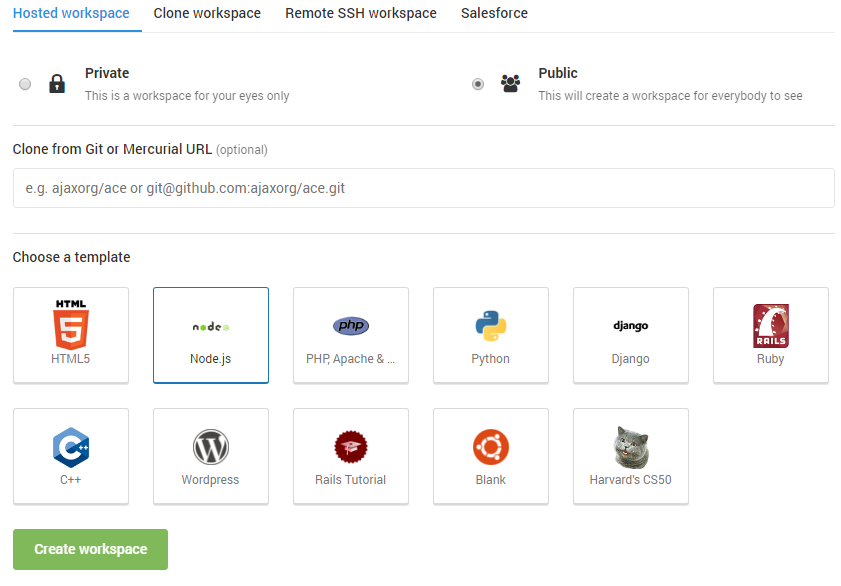 Hosted workspace Clone workspace Remote SSH workspace Salesforce
Private
This is a workspace for your eyes only
Public
This will create a workspace for everybody to see
Clone from Git or Mercurial URL (optional)
e.g. ajaxorg/ace or git@github.com:ajaxorg/ace.git
Choose a template
HTML
5
HTML5
node
Node.js
php
PHP, Apache & ...
Python
django
Django
RAILS
Ruby
C++
C++
W
Wordpress
Rails Tutorial
Blank
Harvard's CS50
Create workspace